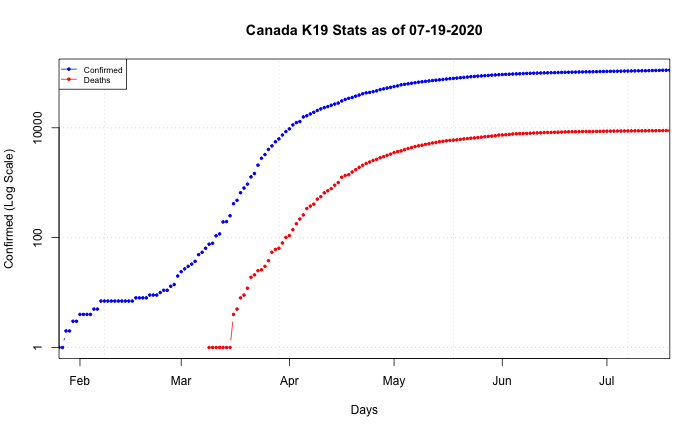 Canada K19 Stats as of 07-19-2020
Confirmed
Deaths
Confirmed (Log Scale)
10000
100
1
Feb Mar Apr May Jun Jul
Days